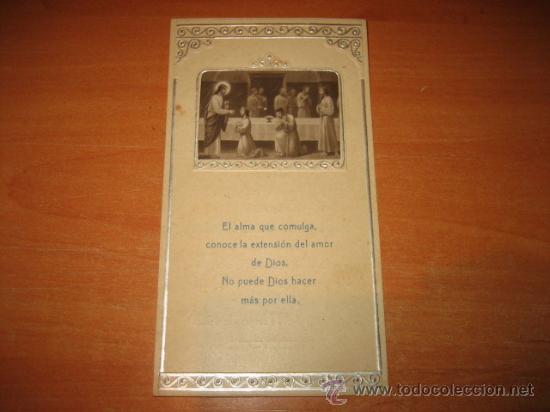 El alma que comulga,
conoce la extensión del amor
de Dios.
No puede Dios hacer
más por ella.
todocoleccion.net